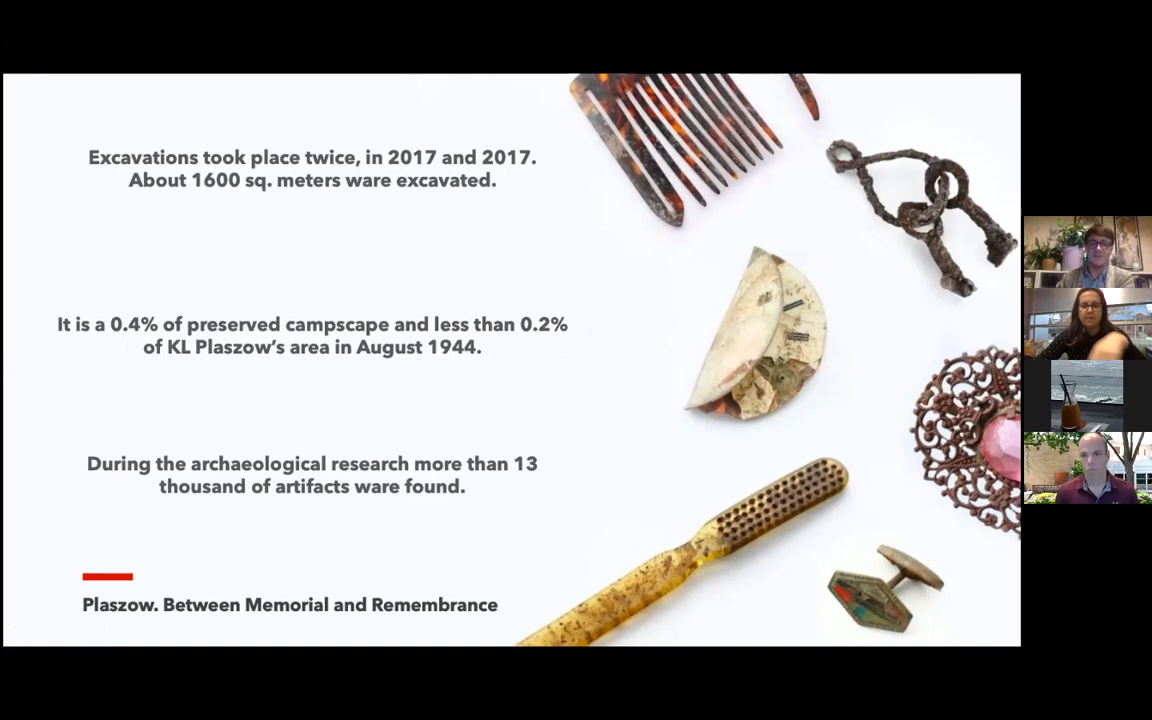 Excavations took place twice, in 2017 and 2017.
About 1600 sq. meters ware excavated.
It is a 0.4% of preserved campscape and less than 0.2%
of KL Plaszow's area in August 1944.
During the archaeological research more than 13
thousand of artifacts ware found.
Plaszow. Between Memorial and Remembrance